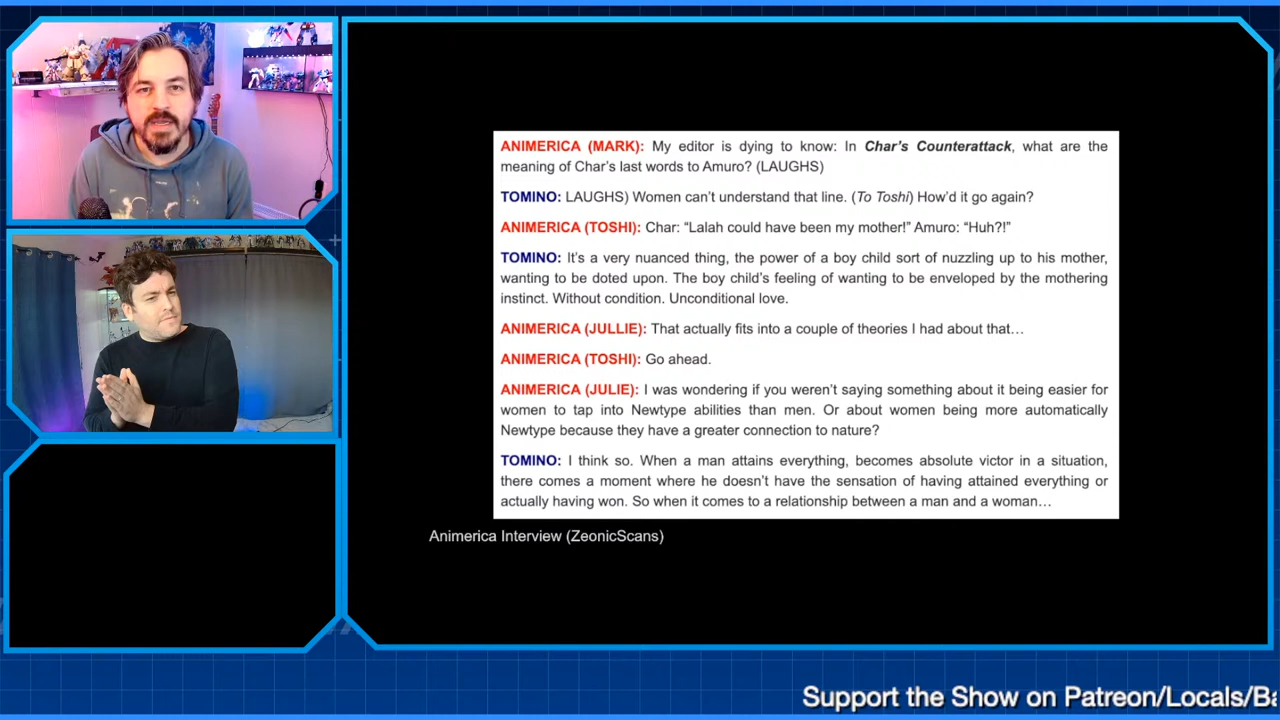 ANIMERICA (MARK): My editor is dying to know: In Char's Counterattack, what are the
meaning of Char's last words to Amuro? (LAUGHS)
TOMINO: LAUGHS) Women can't understand that line. (To Toshi) How'd it go again?
ANIMERICA (TOSHI): Char: “Lalah could have been my mother!” Amuro: “Huh?!”
TOMINO: It's a very nuanced thing, the power of a boy child sort of nuzzling up to his mother,
wanting to be doted upon. The boy child's feeling of wanting to be enveloped by the mothering
instinct. Without condition. Unconditional love.
ANIMERICA (JULLIE): That actually fits into a couple of theories I had about that…
ANIMERICA (TOSHI): Go ahead.
ANIMERICA (JULIE): I was wondering if you weren't saying something about it being easier for
women to tap into Newtype abilities than men. Or about women being more automatically
Newtype because they have a greater connection to nature?
TOMINO: I think so. When a man attains everything, becomes absolute victor in a situation,
there comes a moment where he doesn't have the sensation of having attained everything or
actually having won. So when it comes to a relationship between a man and a woman…
Animerica Interview (ZeonicScans)
Support the Show on Patreon/Locals/Ba